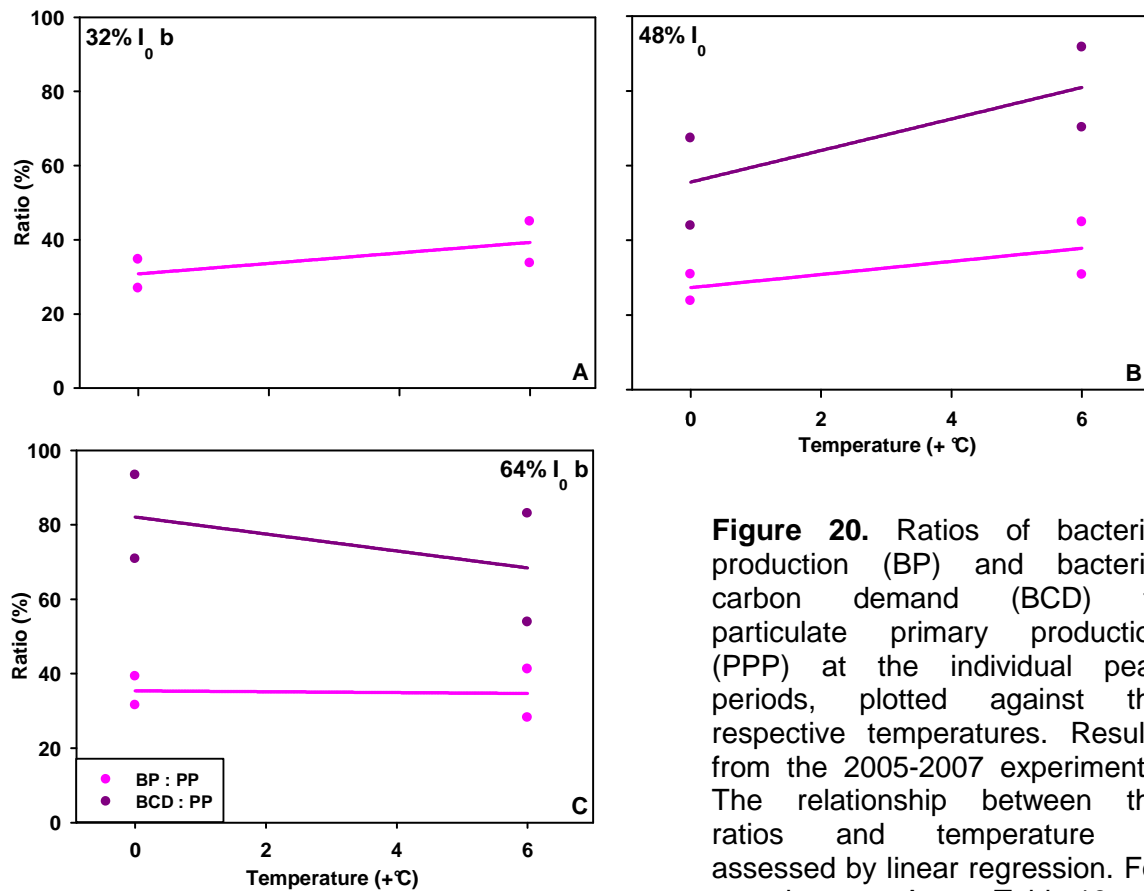 100
80
60
40
20
0
Ratio (%)
32% I0 b
A
48% I0
B
0 2 4 6
Temperature (+ °C)
100
80
60
40
20
0
Ratio (%)
64% I0 b
BP : PP
BCD : PP
C
0 2 4 6
Temperature (+°C)
Figure 20. Ratios of bacteri
production (BP) and bacteri
carbon demand (BCD)
particulate primary productio
(PPP) at the individual pea
periods, plotted against th
respective temperatures. Resul
from the 2005-2007 experiment
The relationship between th
ratios and temperature
assessed by linear regression. Fo